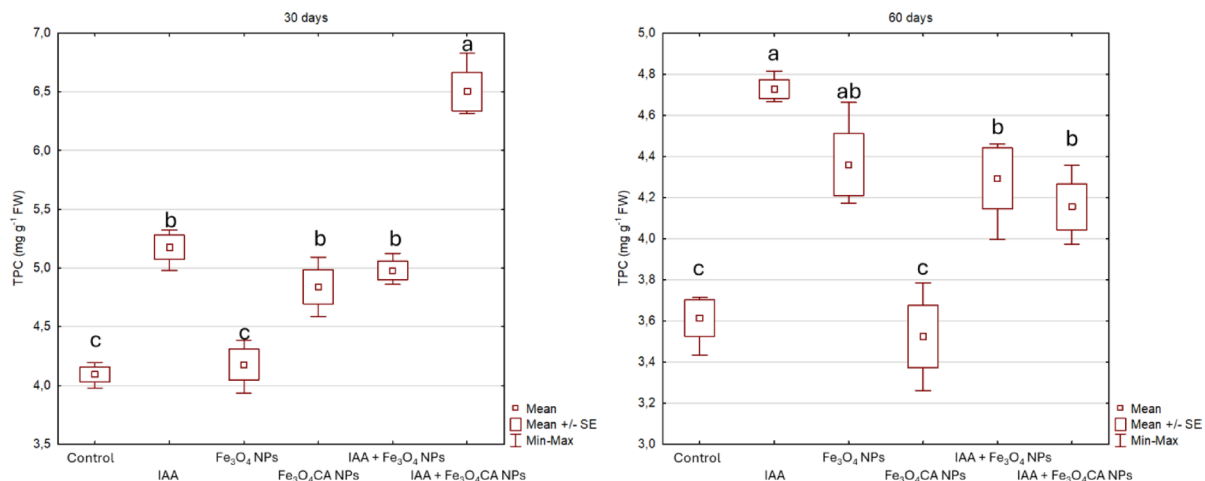 30 days
7,0
6,5
6,0
5,5
5,0
4,5
4,0
3,5
TPC (mg g⁻¹ FW)
c
b
c
b
b
a
Control
IAA
Fe₃O₄ NPs
Fe₃O₄CA NPs
IAA + Fe₃O₄ NPs
IAA + Fe₃O₄CA NPs
Mean
Mean +/- SE
Min-Max
60 days
5,0
4,8
4,6
4,4
4,2
4,0
3,8
3,6
3,4
3,2
3,0
TPC (mg g⁻¹ FW)
c
a
ab
c
b
b
Control
IAA
Fe₃O₄ NPs
Fe₃O₄CA NPs
IAA + Fe₃O₄ NPs
IAA + Fe₃O₄CA NPs
Mean
Mean +/- SE
Min-Max